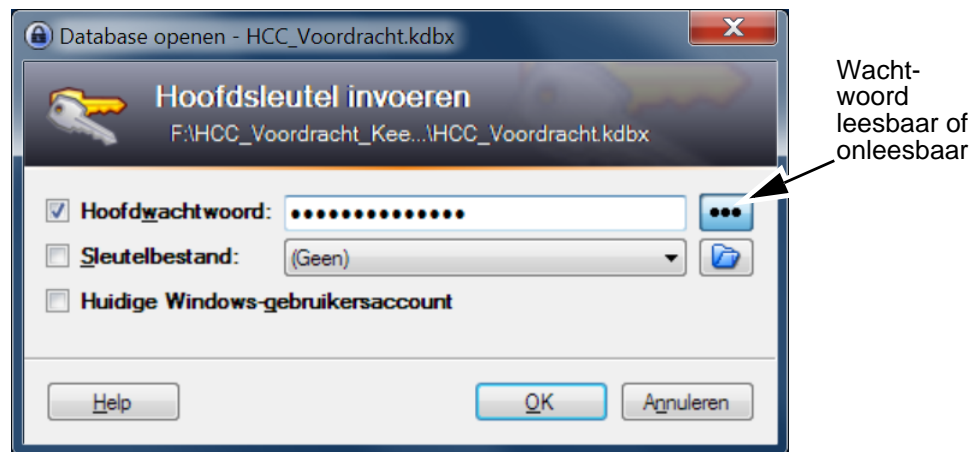 Database openen - HCC_Voordracht.kdbx
Hoofdsleutel invoeren
F:\HCC_Voordracht_Kee...\HCC_Voordracht.kdbx
Wacht-
woord
leesbaar of
onleesbaar
Hoofdwachtwoord: ●●●●●●●●●●●●●● ●●●
Sleutelbestand: (Geen)
Huidige Windows-gebruikersaccount
Help OK Annuleren